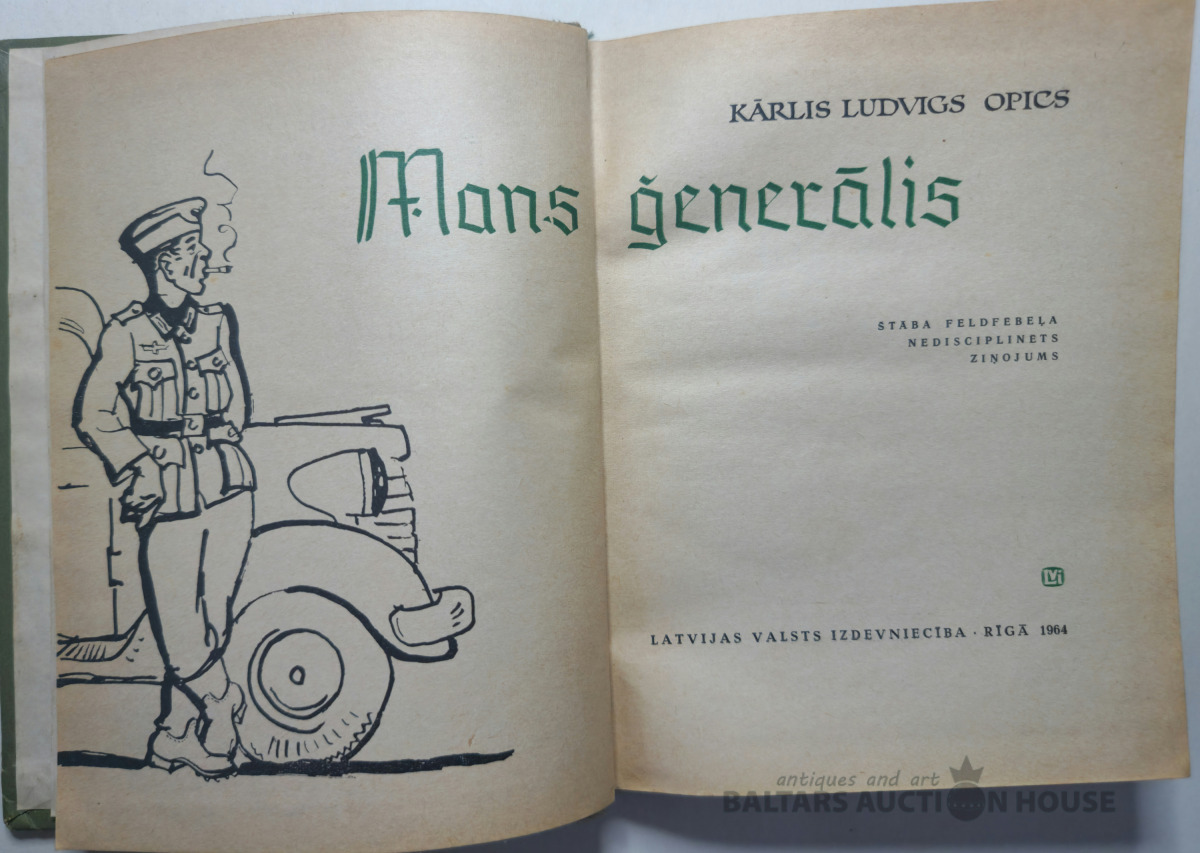 KĀRLIS LUDVIGS OPICS
Mans ģenerālis
ŠTĀBA FELDFEBEĻA
NEDISCIPLINĒTS
ZIŅOJUMS
LVI
LATVIJAS VALSTS IZDEVNIECĪBA · RĪGĀ 1964
antiques and art
BALTARS AUCTION HOUSE